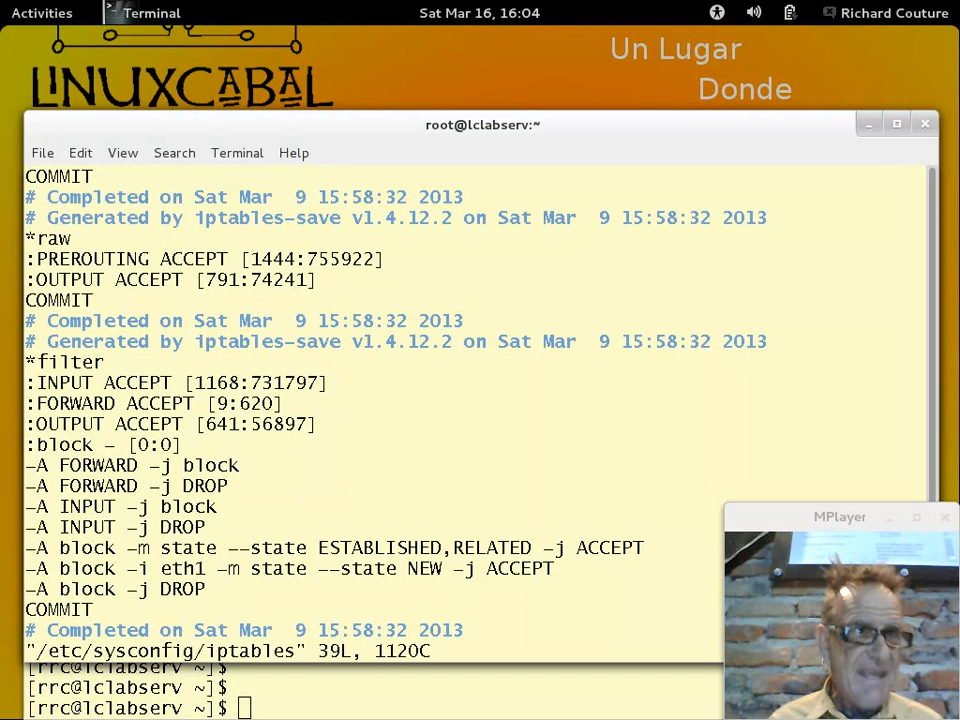 Activities
Terminal
Sat Mar 16, 16:04
Richard Couture
Un Lugar
Donde
LINUXCABAL
root@lclabserv:~
File Edit View Search Terminal Help
COMMIT
# Completed on Sat Mar  9 15:58:32 2013
# Generated by iptables-save v1.4.12.2 on Sat Mar  9 15:58:32 2013
*raw
:PREROUTING ACCEPT [1444:755922]
:OUTPUT ACCEPT [791:74241]
COMMIT
# Completed on Sat Mar  9 15:58:32 2013
# Generated by iptables-save v1.4.12.2 on Sat Mar  9 15:58:32 2013
*filter
:INPUT ACCEPT [1168:731797]
:FORWARD ACCEPT [9:620]
:OUTPUT ACCEPT [641:56897]
:block - [0:0]
-A FORWARD -j block
-A FORWARD -j DROP
-A INPUT -j block
-A INPUT -j DROP
-A block -m state --state ESTABLISHED,RELATED -j ACCEPT
-A block -i eth1 -m state --state NEW -j ACCEPT
-A block -j DROP
COMMIT
# Completed on Sat Mar  9 15:58:32 2013
"/etc/sysconfig/iptables" 39L, 1120C
MPlayer
[rrc@lclabserv ~]$
[rrc@lclabserv ~]$
[rrc@lclabserv ~]$